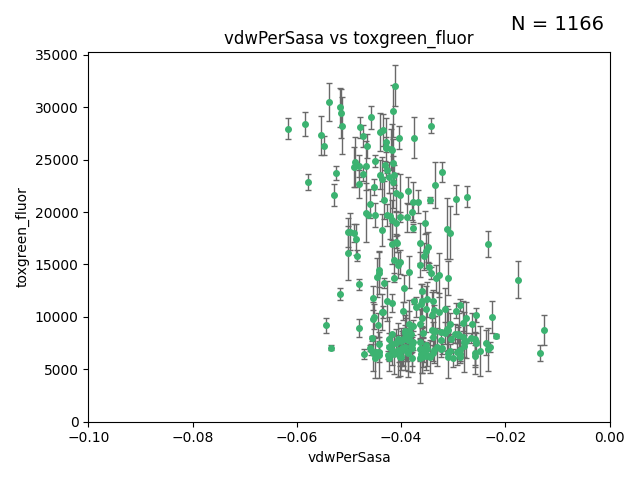 N = 1166
vdwPerSasa vs toxgreen_fluor
35000
30000
25000
20000
15000
10000
5000
0
toxgreen_fluor
−0.10 −0.08 −0.06 −0.04 −0.02 0.00
vdwPerSasa